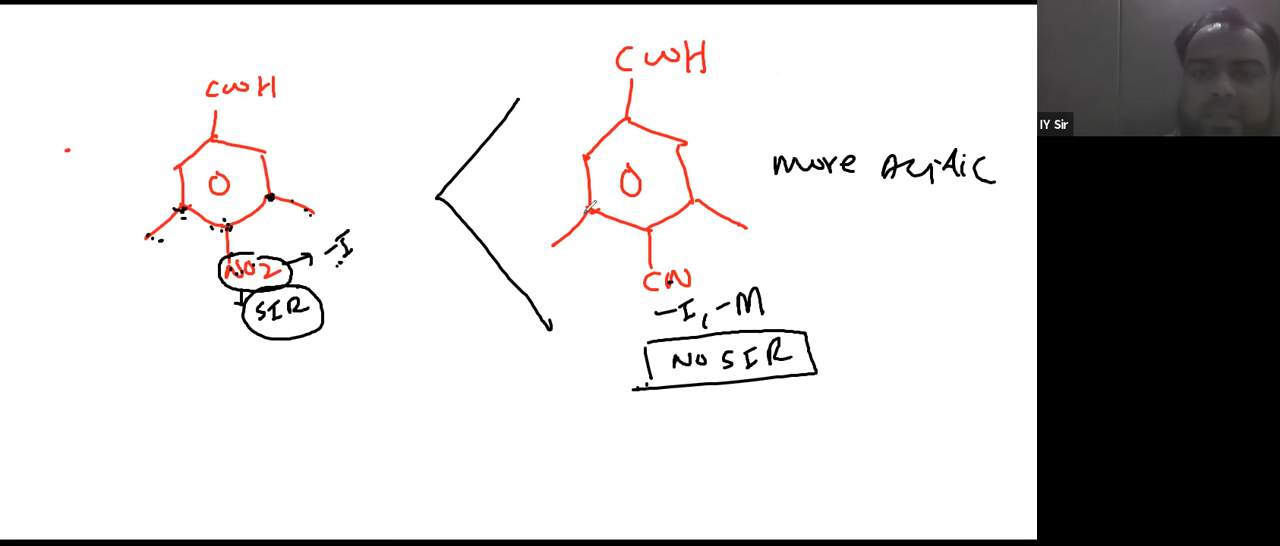 COOH
O
NO2
-I
SIR
<
COOH
O
CN
-I, -M
NO SIR
more Acidic
IY Sir